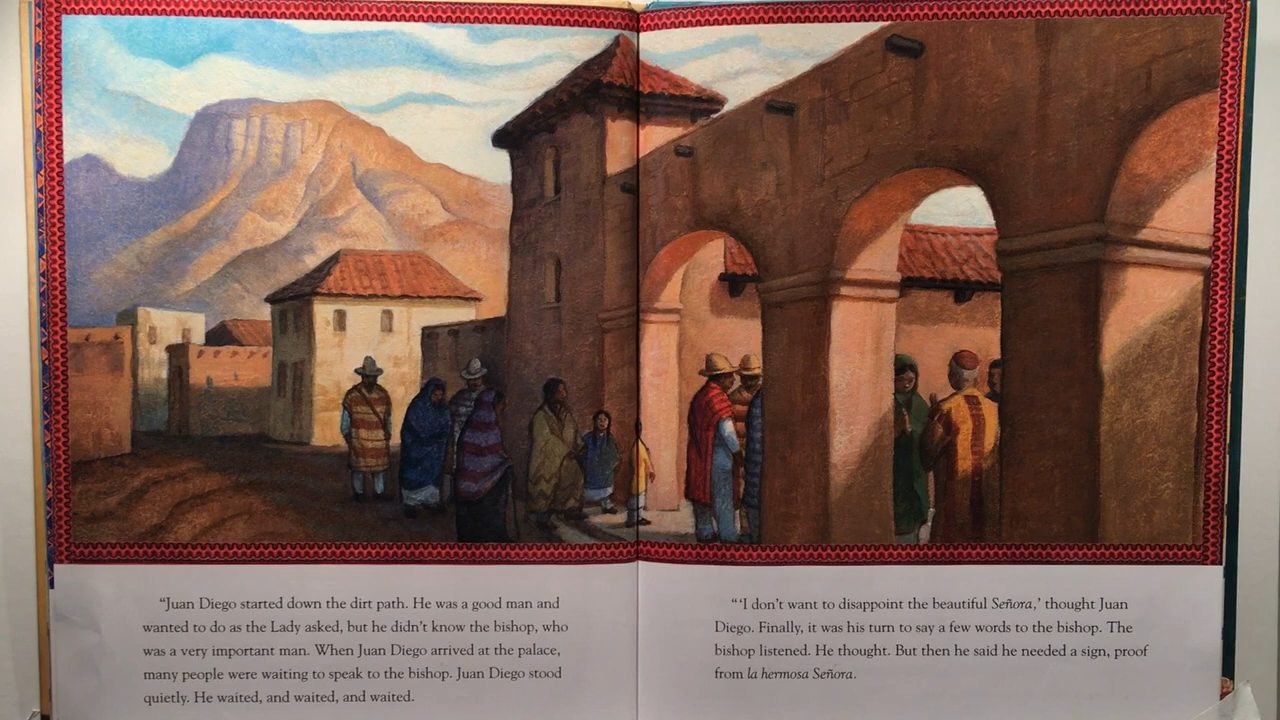 “Juan Diego started down the dirt path. He was a good man and
wanted to do as the Lady asked, but he didn’t know the bishop, who
was a very important man. When Juan Diego arrived at the palace,
many people were waiting to speak to the bishop. Juan Diego stood
quietly. He waited, and waited, and waited.
“‘I don’t want to disappoint the beautiful Señora,’ thought Juan
Diego. Finally, it was his turn to say a few words to the bishop. The
bishop listened. He thought. But then he said he needed a sign, proof
from la hermosa Señora.